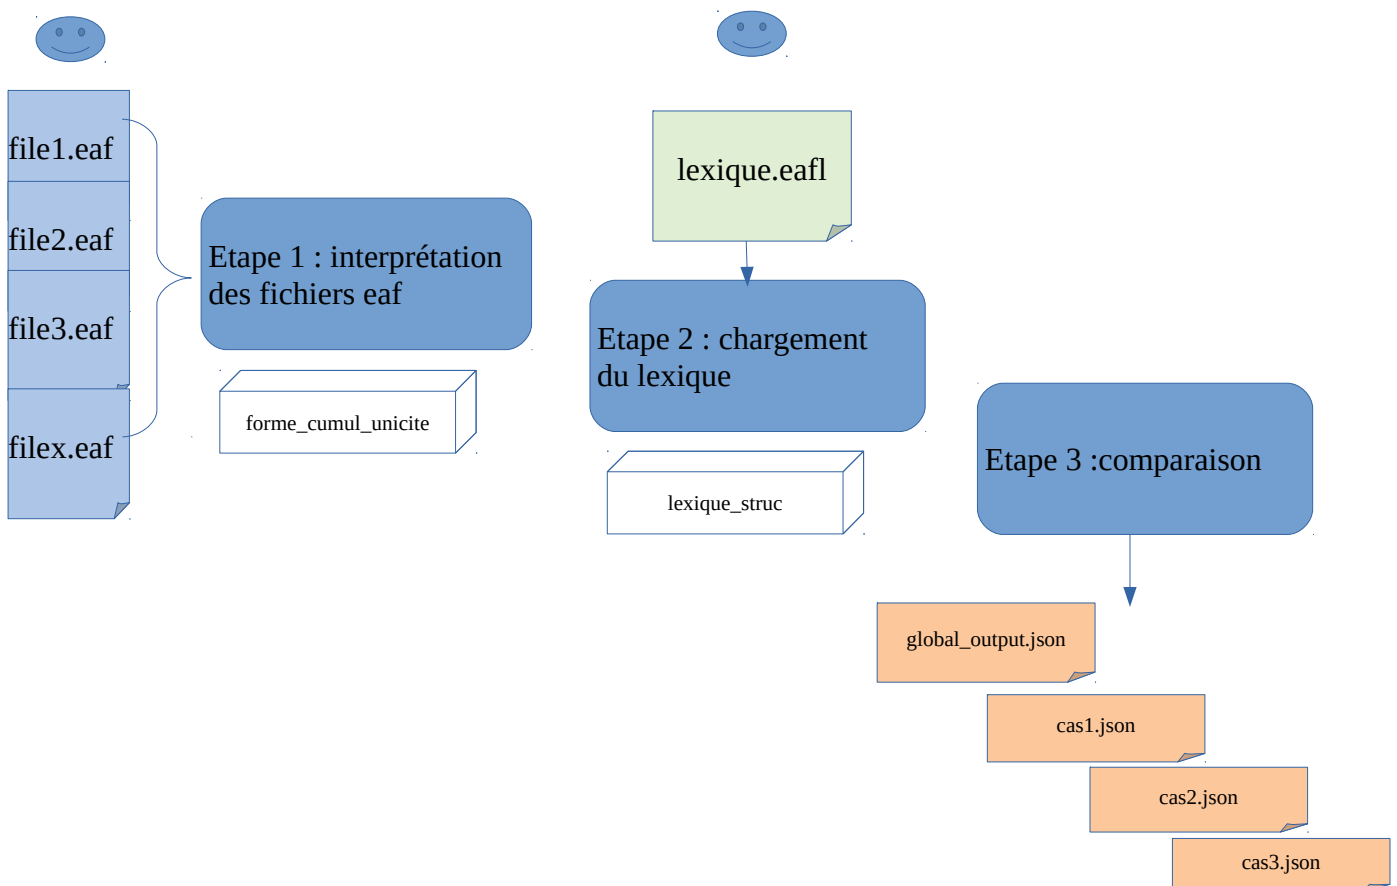 file1.eaf
file2.eaf
file3.eaf
filex.eaf
Etape 1 : interprétation
des fichiers eaf
forme_cumul_unicite
lexique.eafl
Etape 2 : chargement
du lexique
lexique_struc
Etape 3 :comparaison
global_output.json
cas1.json
cas2.json
cas3.json